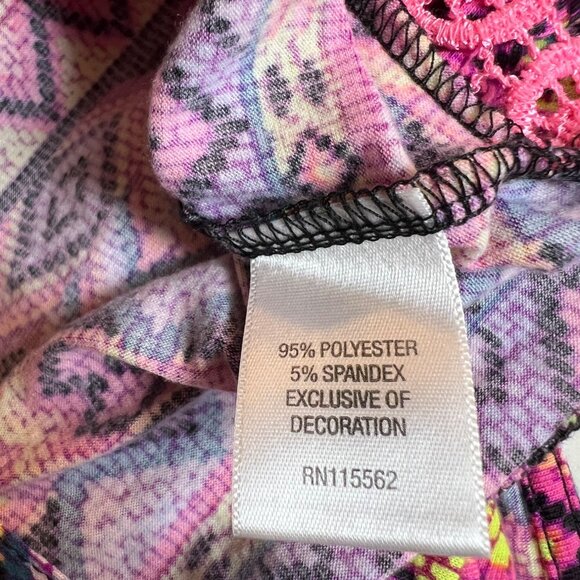 95% POLYESTER
5% SPANDEX
EXCLUSIVE OF
DECORATION
RN115562